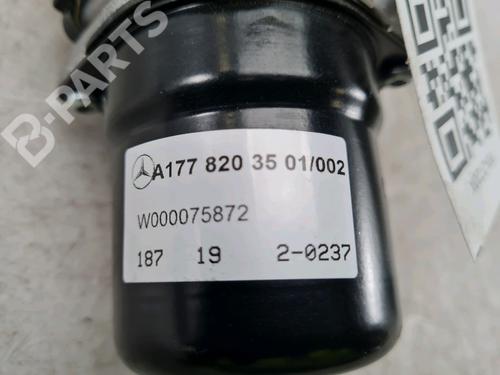 B-PARTS
A177 820 35 01/002
W000075872
187 19 2-0237